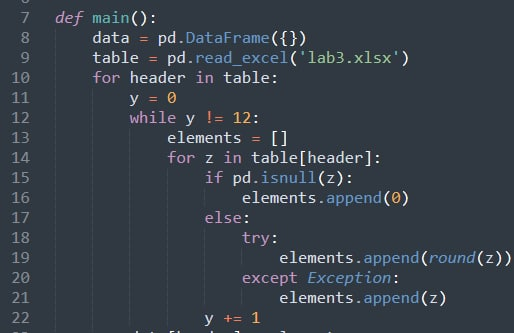 7 def main():
8     data = pd.DataFrame({})
9     table = pd.read_excel('lab3.xlsx')
10     for header in table:
11         y = 0
12         while y != 12:
13             elements = []
14             for z in table[header]:
15                 if pd.isnull(z):
16                     elements.append(0)
17                 else:
18                     try:
19                         elements.append(round(z))
20                     except Exception:
21                         elements.append(z)
22                 y += 1